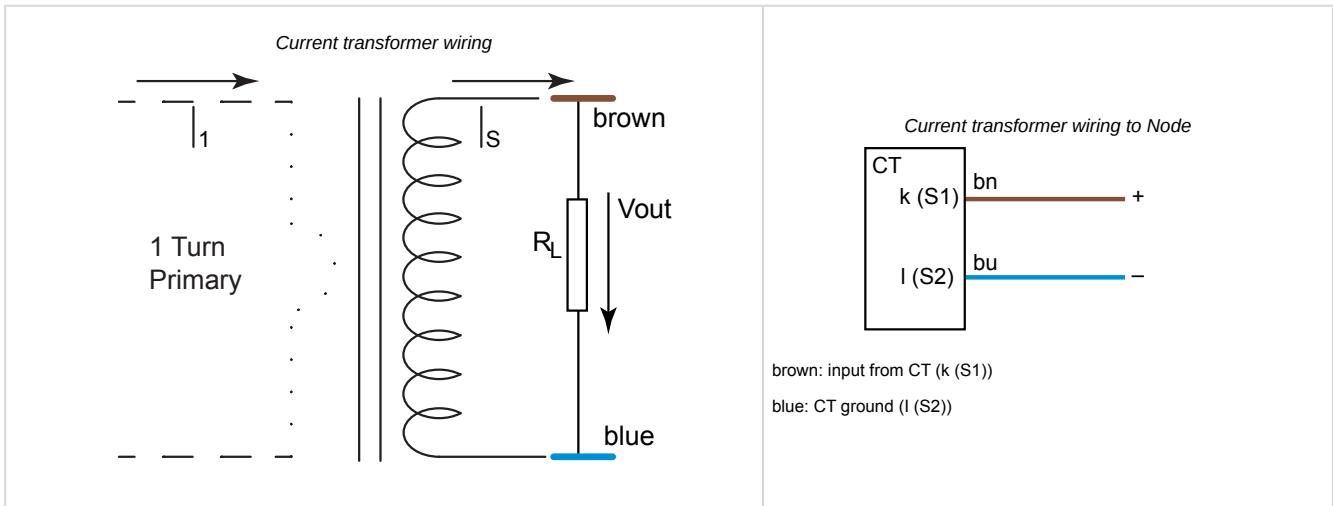 Current transformer wiring
I1
IS
brown
Vout
RL
1 Turn
Primary
blue
Current transformer wiring to Node
CT
k (S1)
bn
+
l (S2)
bu
–
brown: input from CT (k (S1))
blue: CT ground (l (S2))